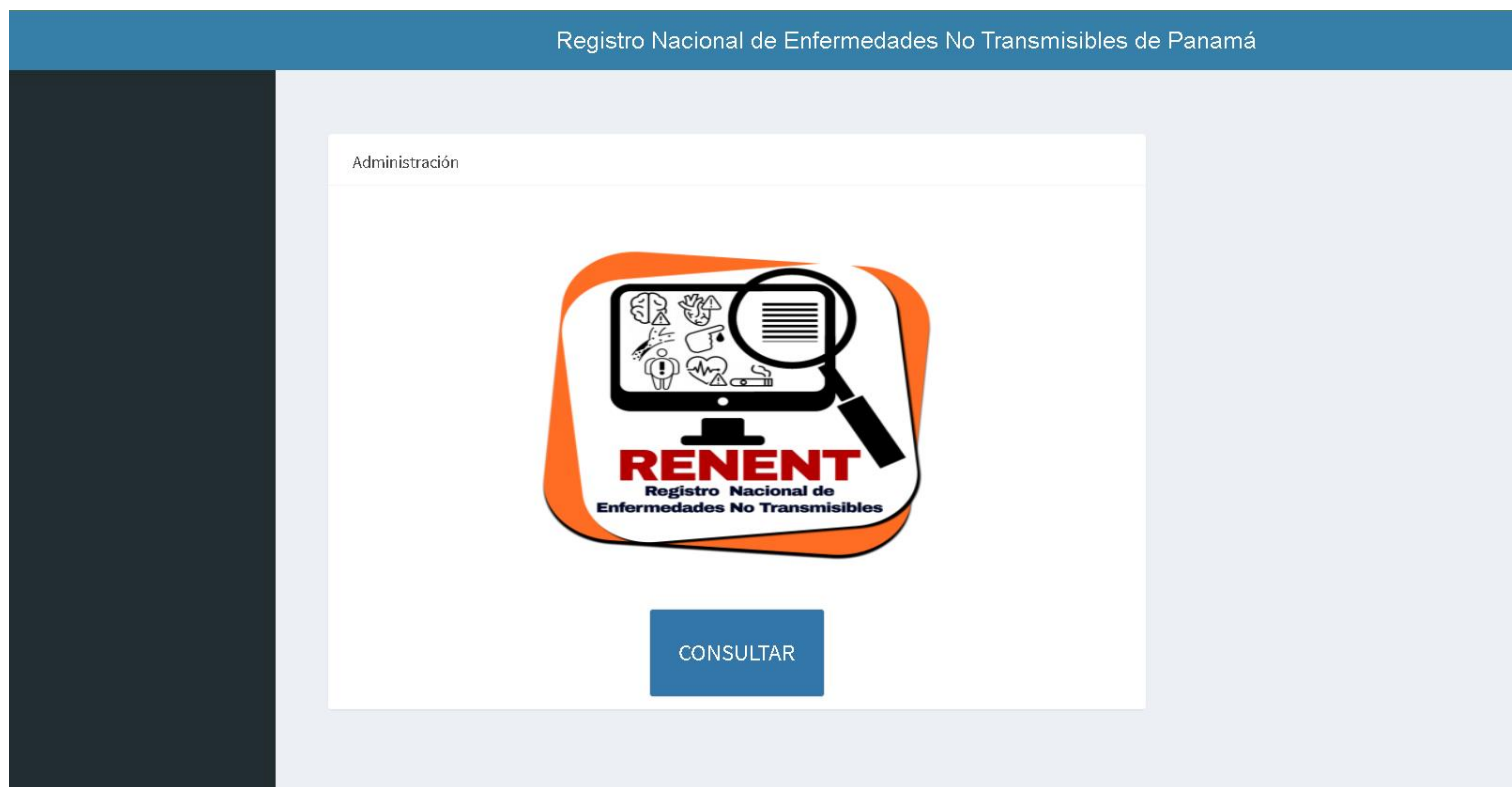 Registro Nacional de Enfermedades No Transmisibles de Panamá
Administración
RENENT
Registro Nacional de
Enfermedades No Transmisibles
CONSULTAR